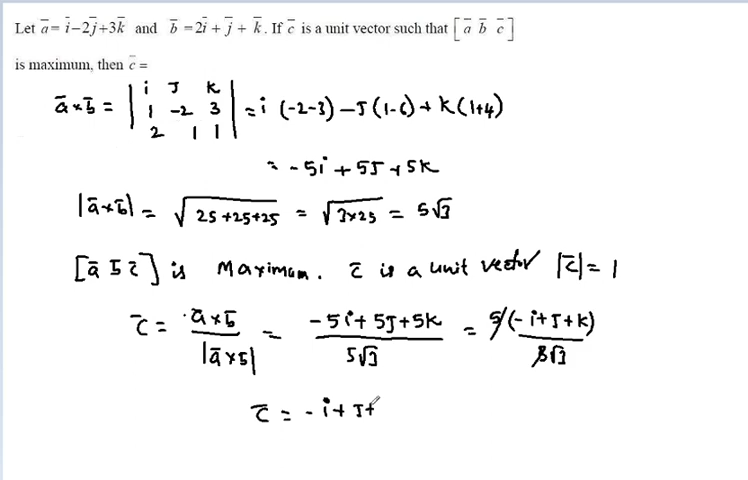 Let a̅ = i̅−2j̅+3k̅ and b̅ =2i̅ + j̅ + k̅. If c̅ is a unit vector such that [ a̅ b̅ c̅ ]
is maximum, then c̅ =
a̅×b̅ = | i J K | = i (-2-3) - J (1-6) + K (1+4)
1 -2 3
2 1 1
= -5i + 5J + 5K
|a̅×b̅| = √25+25+25 = √3×25 = 5√3
[a̅ b̅ c̅] is Maximum. c̅ is a unit vector |c̅| = 1
c̅ = a̅×b̅ / |a̅×b̅| = -5i+5J+5K / 5√3 = 5(-i+J+K) / 5√3
c̅ = -i+J+